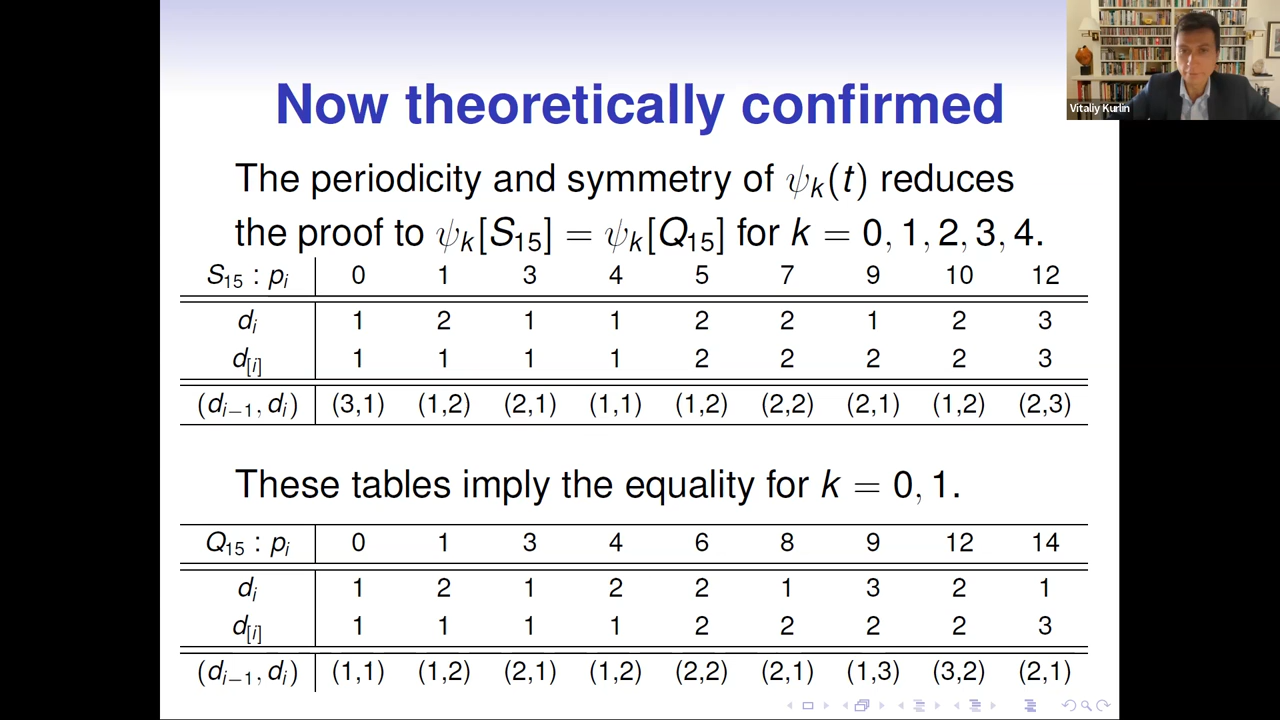 Vitaliy Kurlin
Now theoretically confirmed
The periodicity and symmetry of ψₖ(t) reduces
the proof to ψₖ[S₁₅] = ψₖ[Q₁₅] for k = 0, 1, 2, 3, 4.
S₁₅ : pᵢ 0 1 3 4 5 7 9 10 12
dᵢ 1 2 1 1 2 2 1 2 3
d[i] 1 1 1 1 2 2 2 2 3
(dᵢ₋₁, dᵢ) (3,1) (1,2) (2,1) (1,1) (1,2) (2,2) (2,1) (1,2) (2,3)
These tables imply the equality for k = 0, 1.
Q₁₅ : pᵢ 0 1 3 4 6 8 9 12 14
dᵢ 1 2 1 2 2 1 3 2 1
d[i] 1 1 1 1 2 2 2 2 3
(dᵢ₋₁, dᵢ) (1,1) (1,2) (2,1) (1,2) (2,2) (2,1) (1,3) (3,2) (2,1)